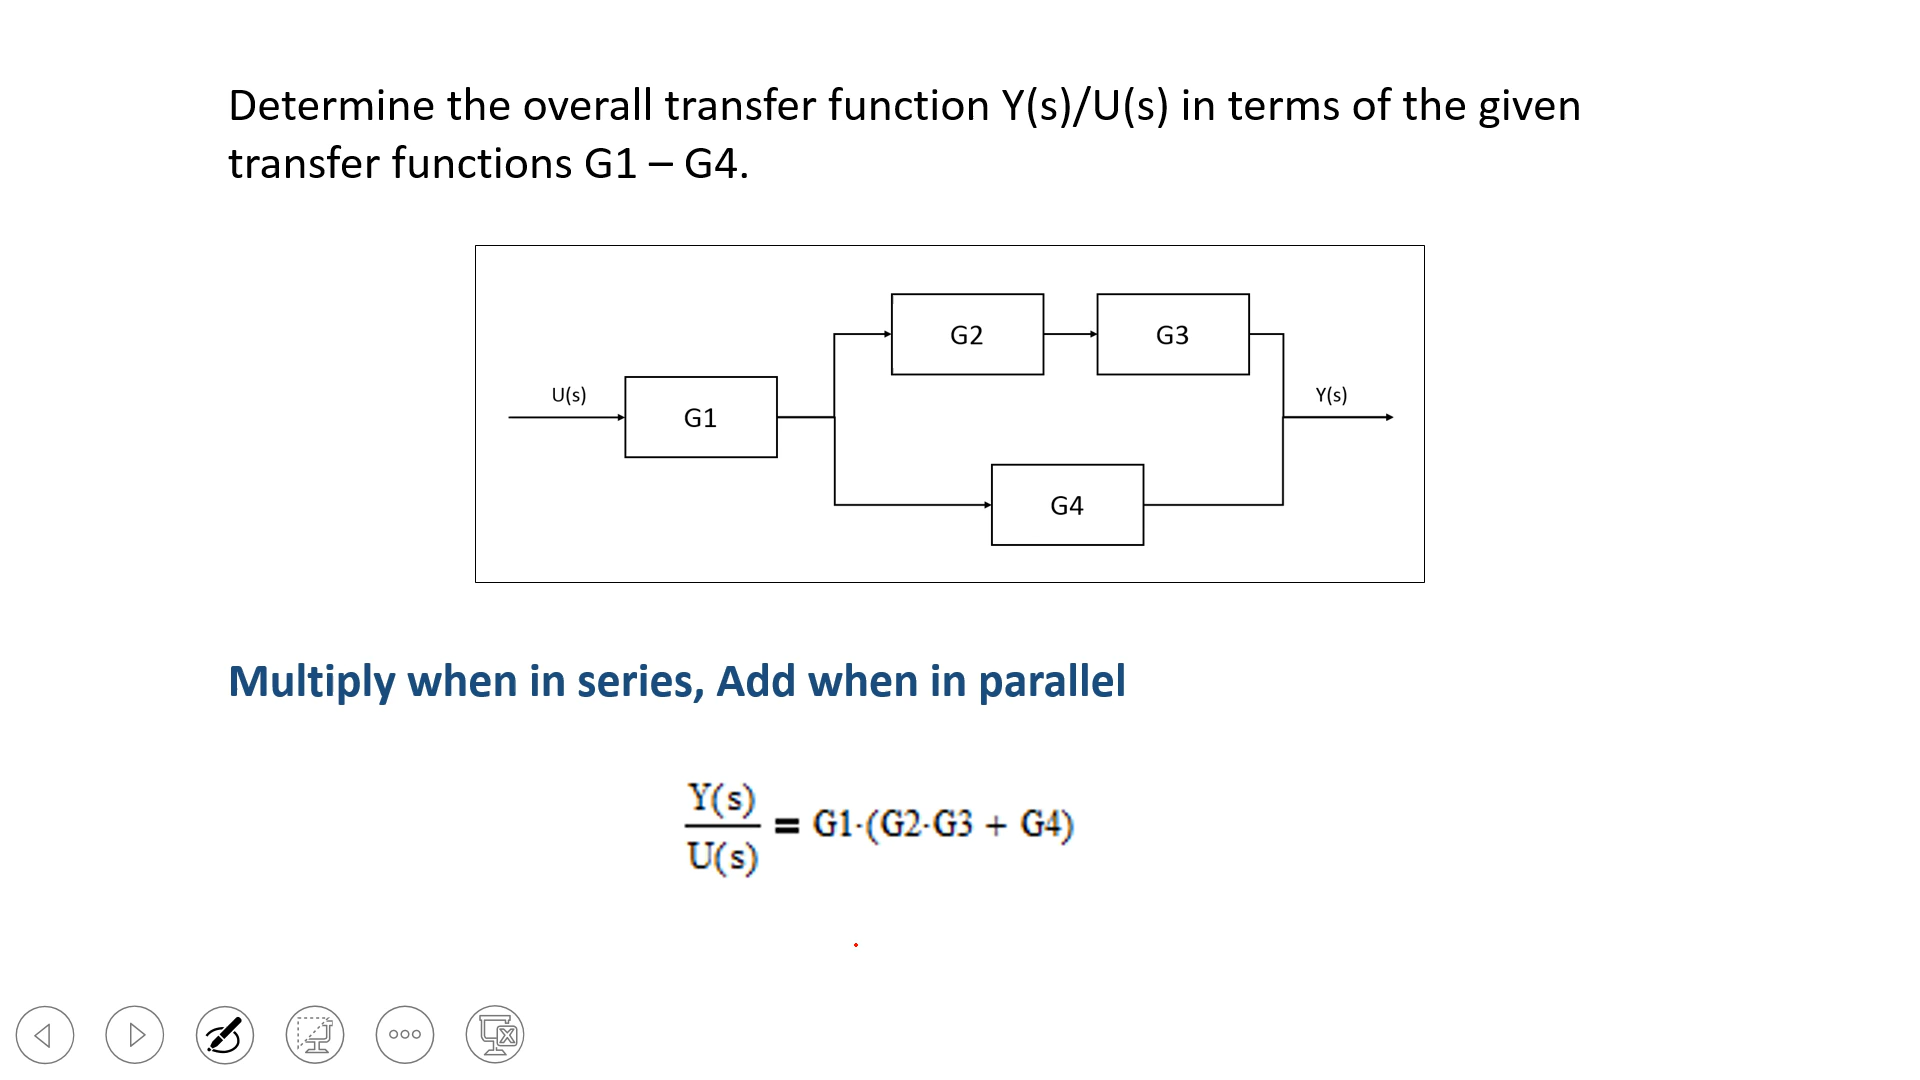 Determine the overall transfer function Y(s)/U(s) in terms of the given
transfer functions G1 – G4.
G2
G3
U(s)
G1
Y(s)
G4
Multiply when in series, Add when in parallel
Y(s)
U(s)
= G1·(G2·G3 + G4)